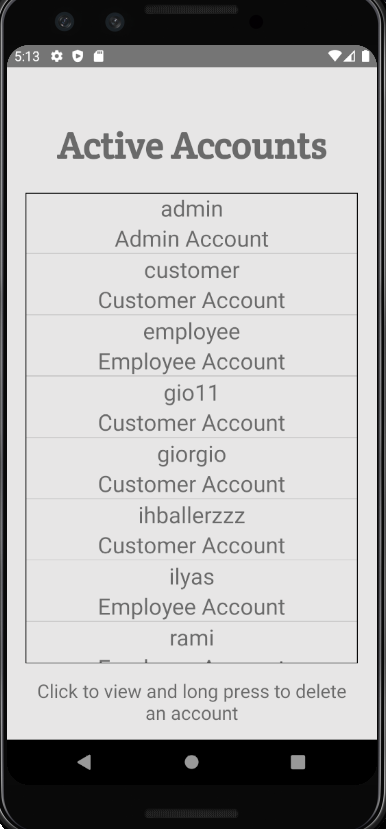 5:13
Active Accounts
admin
Admin Account
customer
Customer Account
employee
Employee Account
gio11
Customer Account
giorgio
Customer Account
ihballerzzz
Customer Account
ilyas
Employee Account
rami
Click to view and long press to delete
an account